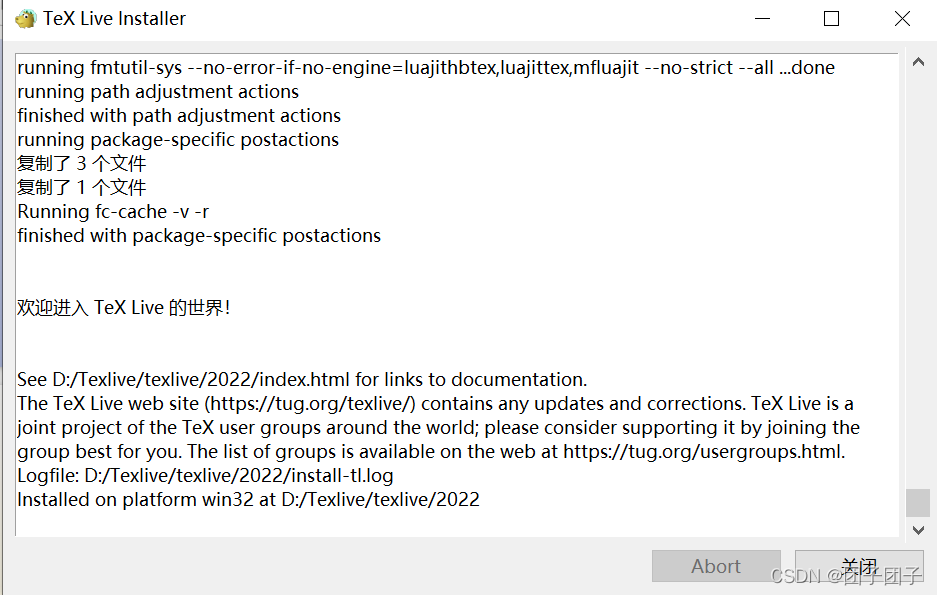 TeX Live Installer
running fmtutil-sys --no-error-if-no-engine=luajithbtex,luajittex,mfluajit --no-strict --all ...done
running path adjustment actions
finished with path adjustment actions
running package-specific postactions
复制了 3 个文件
复制了 1 个文件
Running fc-cache -v -r
finished with package-specific postactions
欢迎进入 TeX Live 的世界！
See D:/Texlive/texlive/2022/index.html for links to documentation.
The TeX Live web site (https://tug.org/texlive/) contains any updates and corrections. TeX Live is a
joint project of the TeX user groups around the world; please consider supporting it by joining the
group best for you. The list of groups is available on the web at https://tug.org/usergroups.html.
Logfile: D:/Texlive/texlive/2022/install-tl.log
Installed on platform win32 at D:/Texlive/texlive/2022
Abort
关闭
CSDN @团子团子